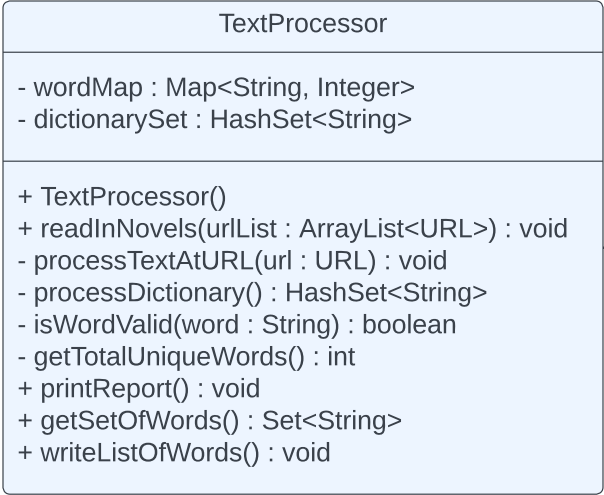 TextProcessor
- wordMap : Map<String, Integer>
- dictionarySet : HashSet<String>
+ TextProcessor()
+ readInNovels(urlList : ArrayList<URL>) : void
- processTextAtURL(url : URL) : void
- processDictionary() : HashSet<String>
- isWordValid(word : String) : boolean
- getTotalUniqueWords() : int
+ printReport() : void
+ getSetOfWords() : Set<String>
+ writeListOfWords() : void